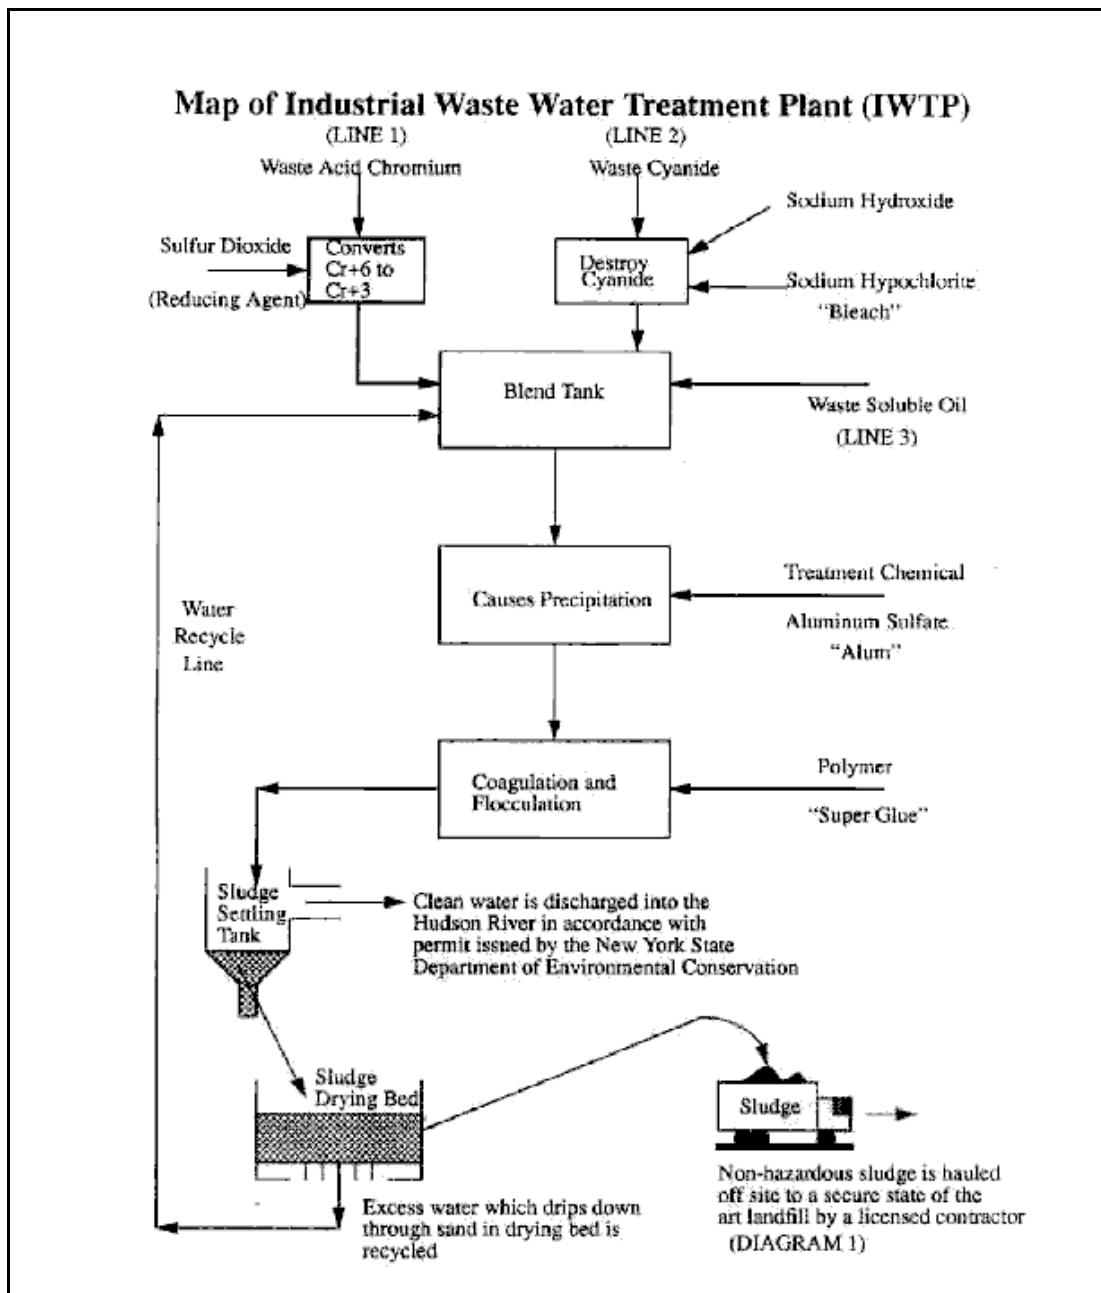 Map of Industrial Waste Water Treatment Plant (IWTP)
(LINE 1)
Waste Acid Chromium
(LINE 2)
Waste Cyanide
Sodium Hydroxide
Sulfur Dioxide
(Reducing Agent)
Converts
Cr+6 to
Cr+3
Destroy
Cyanide
Sodium Hypochlorite
"Bleach"
Blend Tank
Waste Soluble Oil
(LINE 3)
Water
Recycle
Line
Causes Precipitation
Treatment Chemical
Aluminum Sulfate
"Alum"
Coagulation and
Flocculation
Polymer
"Super Glue"
Sludge
Settling
Tank
Clean water is discharged into the
Hudson River in accordance with
permit issued by the New York State
Department of Environmental Conservation
Sludge
Drying Bed
Sludge
Non-hazardous sludge is hauled
off site to a secure state of the
art landfill by a licensed contractor
(DIAGRAM 1)
Excess water which drips down
through sand in drying bed is
recycled